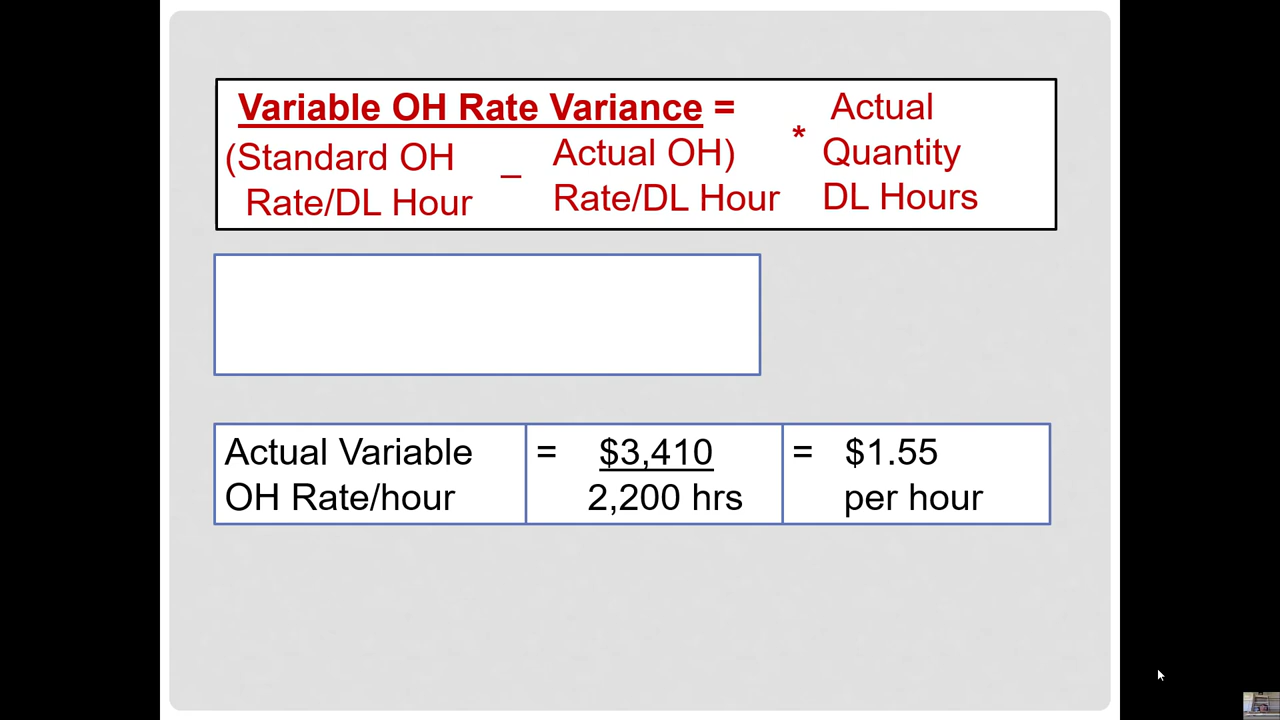 Variable OH Rate Variance =
(Standard OH
Rate/DL Hour
–
Actual OH)
Rate/DL Hour
*
Actual
Quantity
DL Hours
Actual Variable
OH Rate/hour
= $3,410
2,200 hrs
= $1.55
per hour